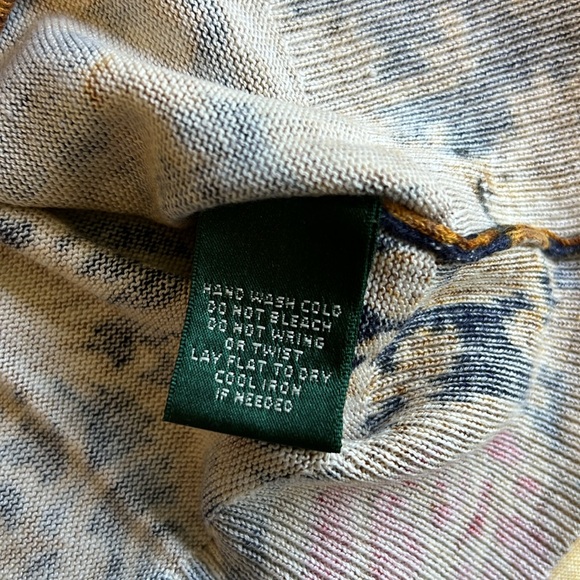 HAND WASH COLD
DO NOT BLEACH
DO NOT WRING
OR TWIST
LAY FLAT TO DRY
COOL IRON
IF NEEDED